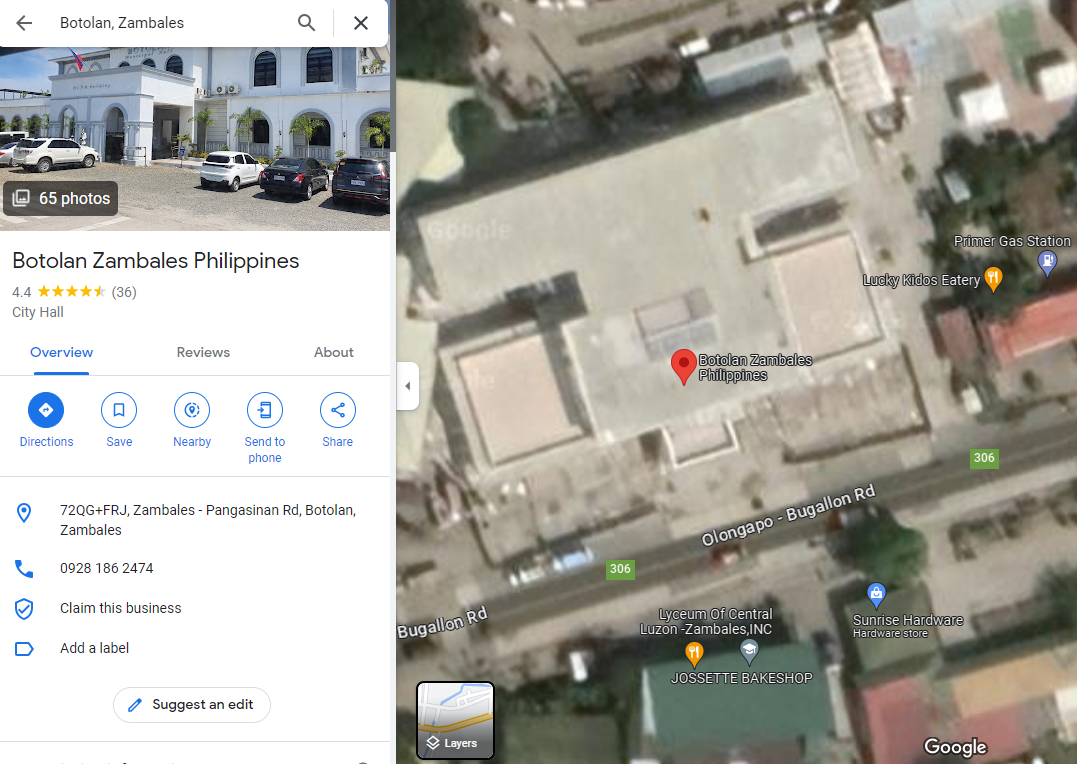 Botolan, Zambales
65 photos
Botolan Zambales Philippines
4.4 (36)
City Hall
Overview
Reviews
About
Directions
Save
Nearby
Send to
phone
Share
72QG+FRJ, Zambales - Pangasinan Rd, Botolan,
Zambales
0928 186 2474
Claim this business
Add a label
Suggest an edit
Google
Primer Gas Station
Lucky Kidos Eatery
Botolan Zambales
Philippines
306
Olongapo - Bugallon Rd
306
Bugallon Rd
Lyceum Of Central
Luzon -Zambales,INC
Sunrise Hardware
Hardware store
JOSSETTE BAKESHOP
Layers
Google